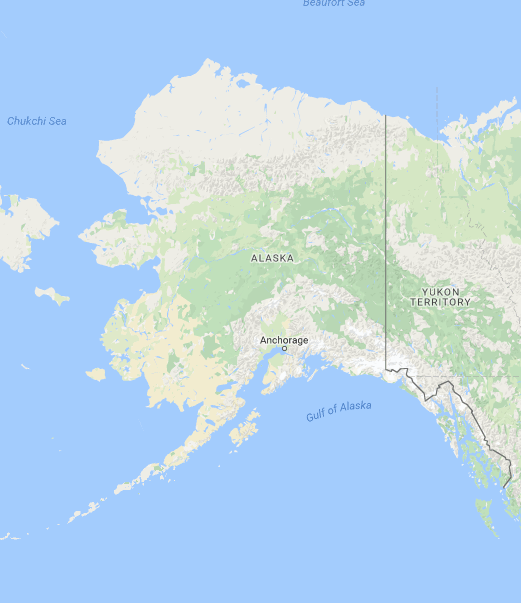 Beaufort Sea
Chukchi Sea
ALASKA
YUKON
TERRITORY
Anchorage
Gulf of Alaska